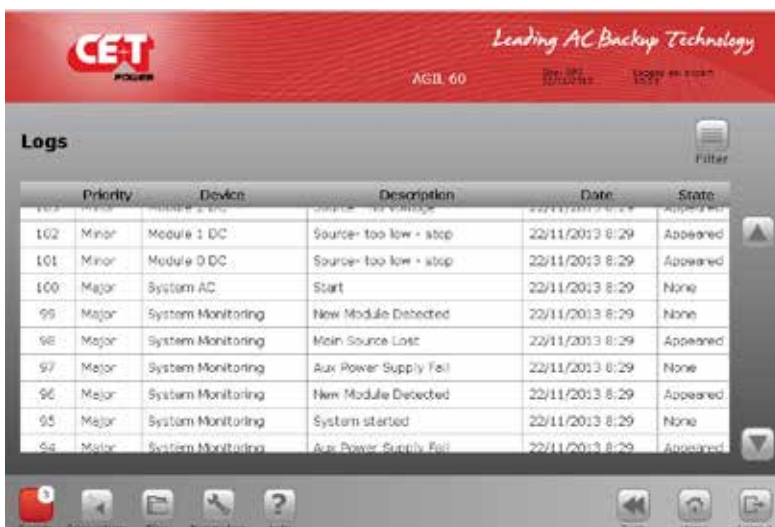 CE+T
POWER
Leading AC Backup Technology
AGIL 60
Logs
Filter
Priority Device Description Date State
102 Minor Module 1 DC Source- too low - stop 22/11/2013 8:29 Appeared
101 Minor Module 0 DC Source- too low - stop 22/11/2013 8:29 Appeared
100 Major System AC Start 22/11/2013 8:29 None
99 Major System Monitoring New Module Detected 22/11/2013 8:29 None
98 Major System Monitoring Main Source Lost 22/11/2013 8:29 Appeared
97 Major System Monitoring Aux Power Supply Fail 22/11/2013 8:29 None
96 Major System Monitoring New Module Detected 22/11/2013 8:29 Appeared
95 Major System Monitoring System started 22/11/2013 8:29 None
94 Major System Monitoring Aux Power Supply Fail 22/11/2013 8:29 Appeared
3
?